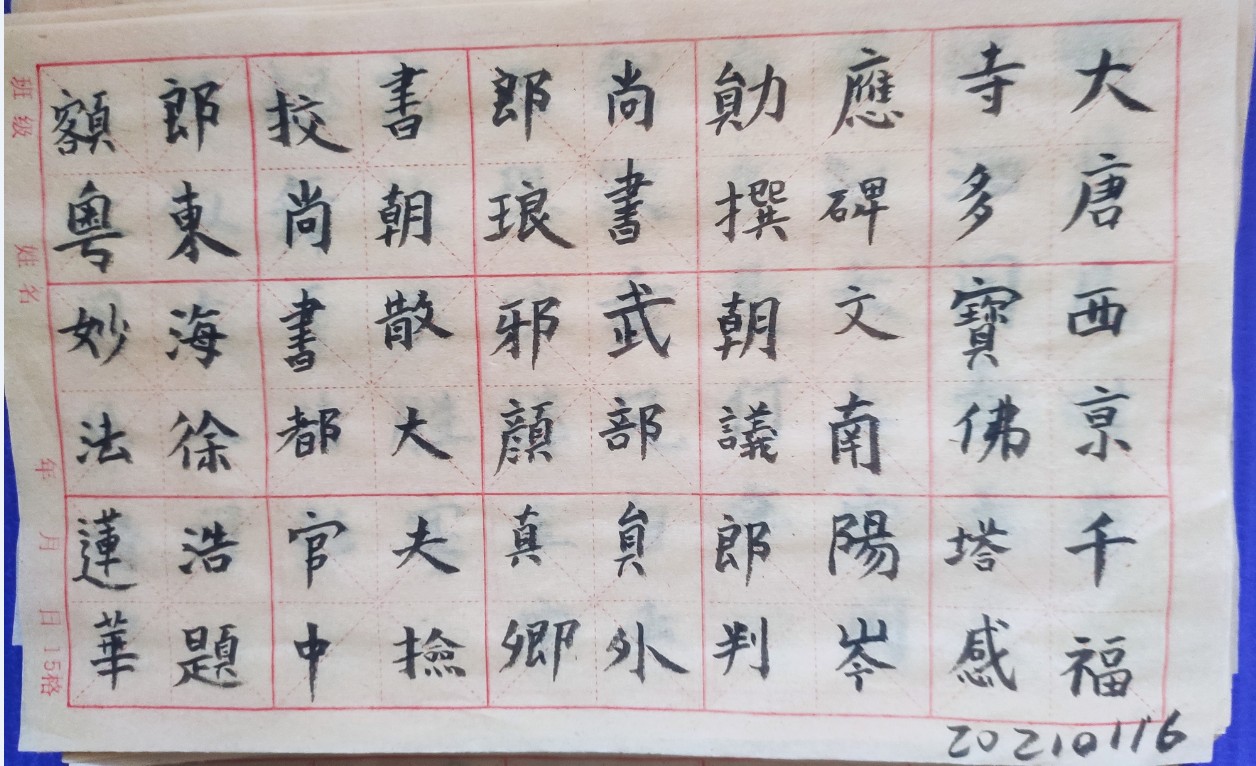 大唐西京千福
寺多寶佛塔感
應碑文南陽岑
勛撰朝議郎判
尚書武部員外
郎琅邪顏真卿
書朝散大夫撿
挍尚書都官中
郎東海徐浩題
額粵妙法蓮華
20210116
班级
姓名
年 月 日 15格